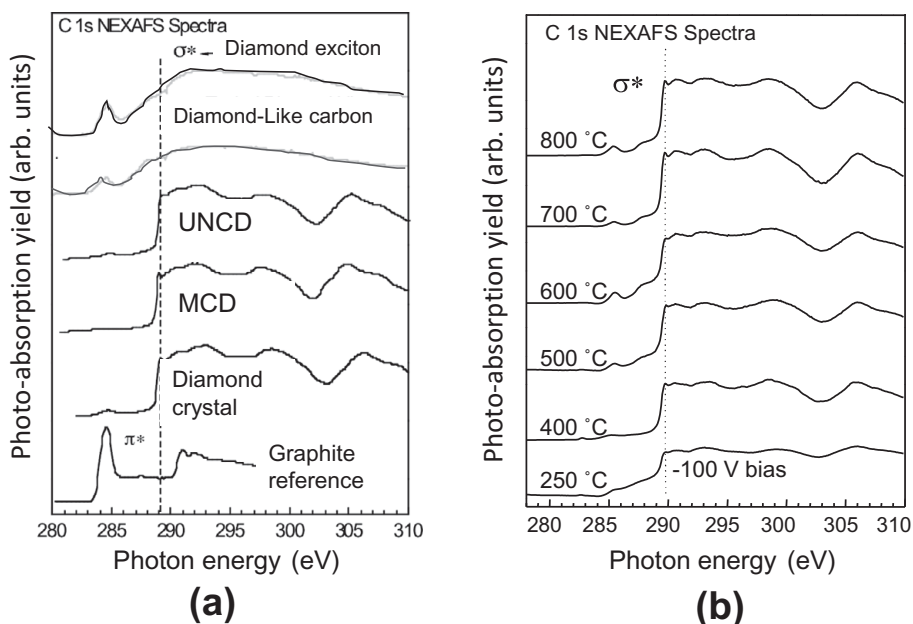 C 1s NEXAFS Spectra
σ* Diamond exciton
Diamond-Like carbon
UNCD
MCD
Diamond
crystal
π*
Graphite
reference
Photo-absorption yield (arb. units)
280 285 290 295 300 305 310
Photon energy (eV)
(a)
C 1s NEXAFS Spectra
σ*
800 ˚C
700 ˚C
600 ˚C
500 ˚C
400 ˚C
250 ˚C
-100 V bias
Photo-absorption yield (arb. units)
280 285 290 295 300 305 310
Photon energy (eV)
(b)